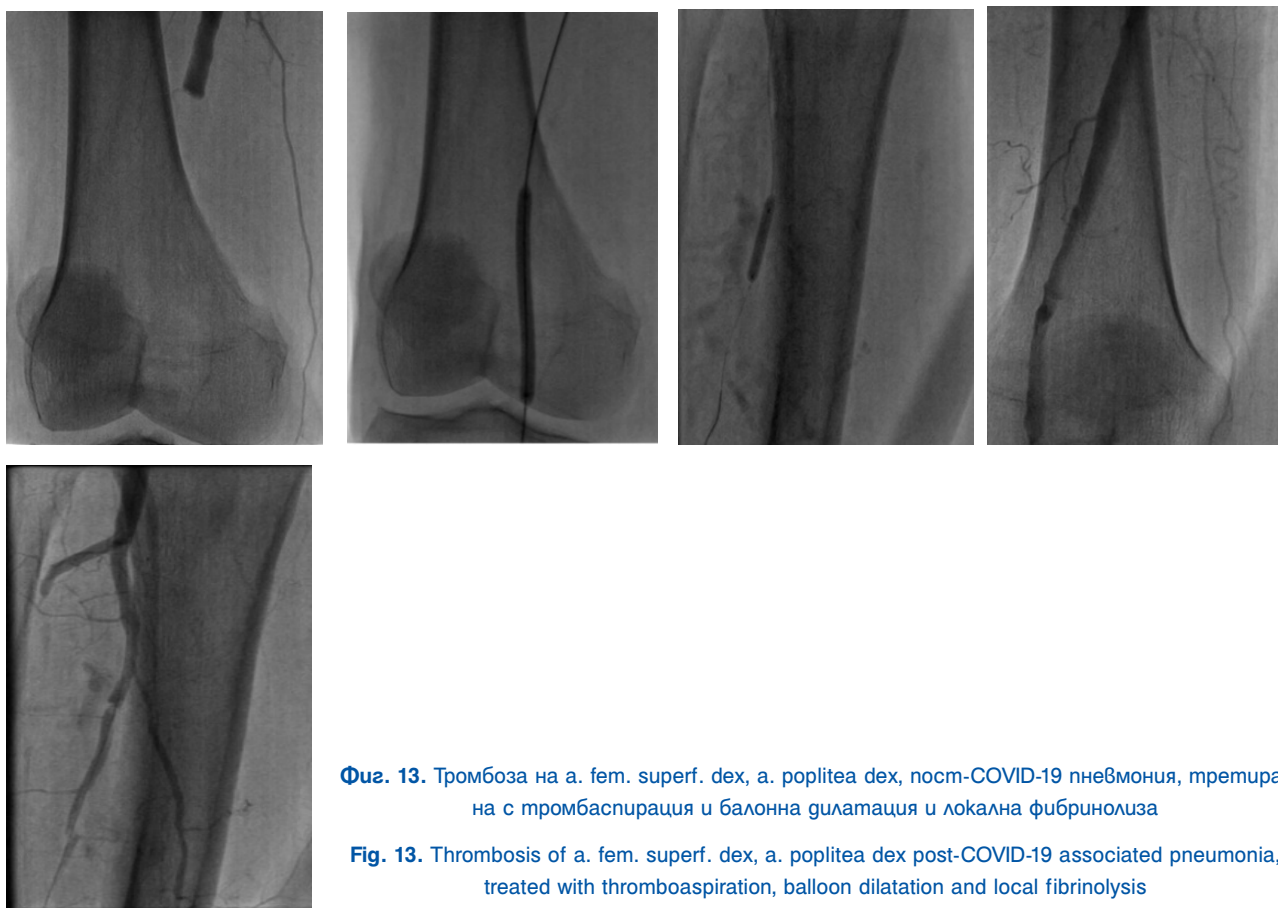 Фиг. 13. Тромбоза на a. fem. superf. dex, a. poplitea dex, пост-COVID-19 пневмония, третира
на с тромбаспирация и балонна дилатация и локална фибринолиза
Fig. 13. Thrombosis of a. fem. superf. dex, a. poplitea dex post-COVID-19 associated pneumonia,
treated with thromboaspiration, balloon dilatation and local fibrinolysis